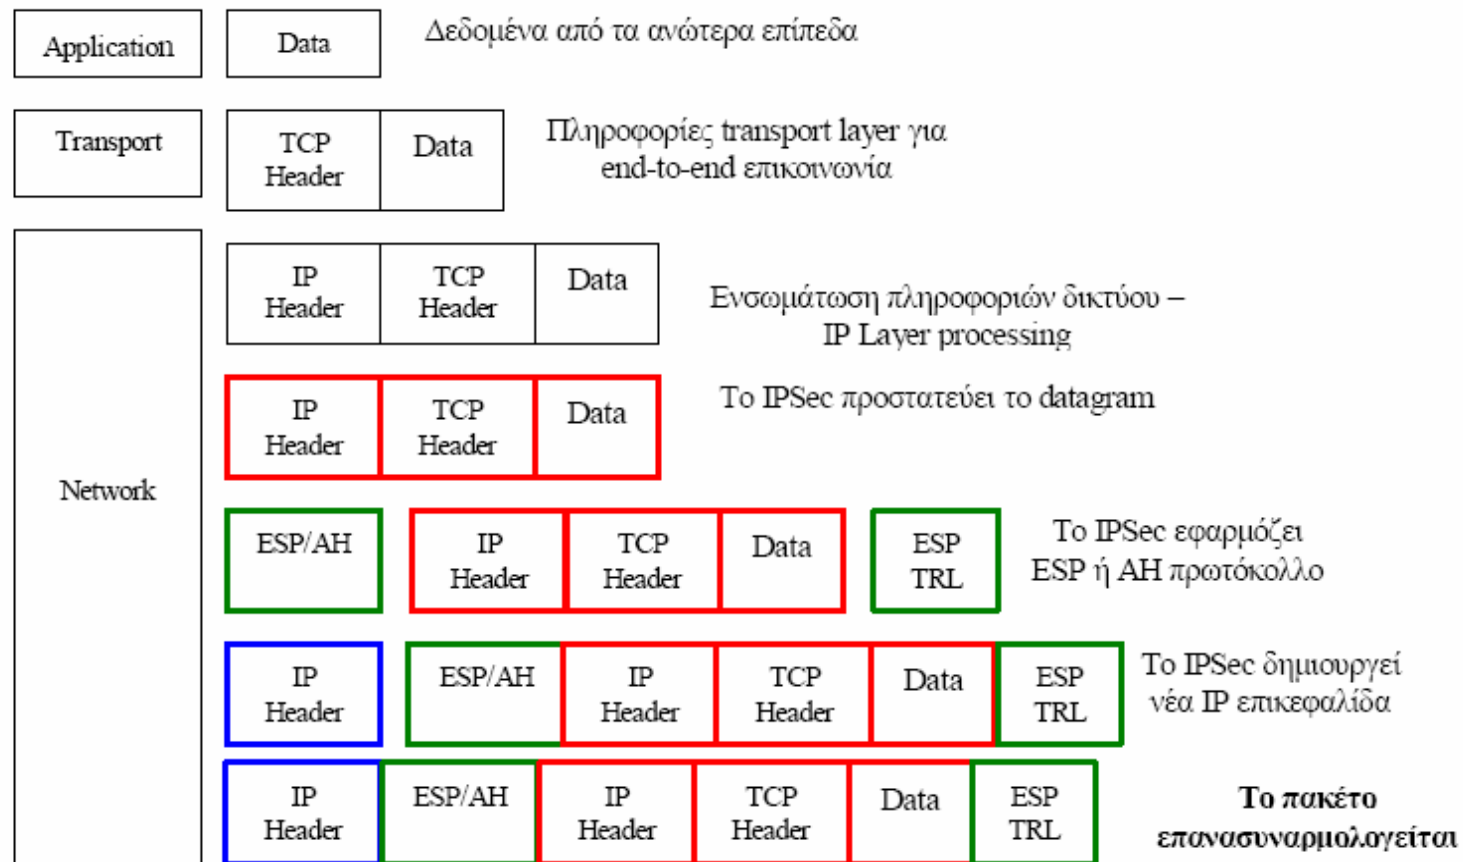 Application
Data
Δεδομένα από τα ανώτερα επίπεδα
Transport
TCP
Header
Data
Πληροφορίες transport layer για
end-to-end επικοινωνία
Network
IP
Header
TCP
Header
Data
Ενσωμάτωση πληροφοριών δικτύου –
IP Layer processing
IP
Header
TCP
Header
Data
Το IPSec προστατεύει το datagram
ESP/AH
IP
Header
TCP
Header
Data
ESP
TRL
Το IPSec εφαρμόζει
ESP ή AH πρωτόκολλο
IP
Header
ESP/AH
IP
Header
TCP
Header
Data
ESP
TRL
Το IPSec δημιουργεί
νέα IP επικεφαλίδα
IP
Header
ESP/AH
IP
Header
TCP
Header
Data
ESP
TRL
Το πακέτο
επανασυναρμολογείται